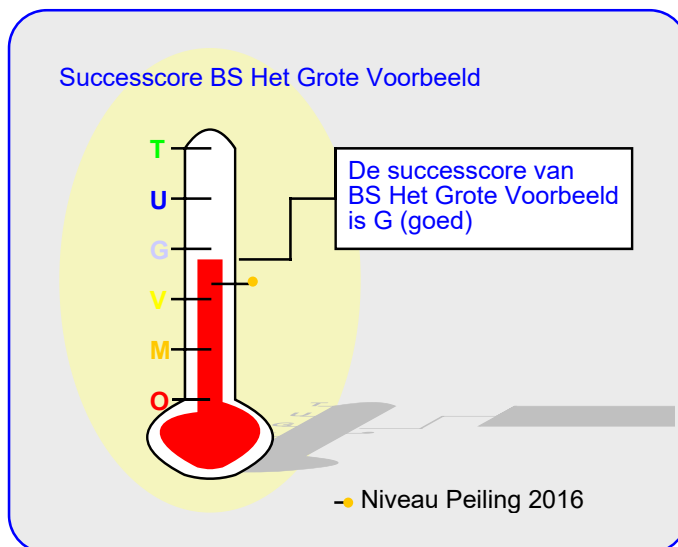 Successcore BS Het Grote Voorbeeld
T
De successcore van
BS Het Grote Voorbeeld
is G (goed)
U
G
V
M
O
Niveau Peiling 2016